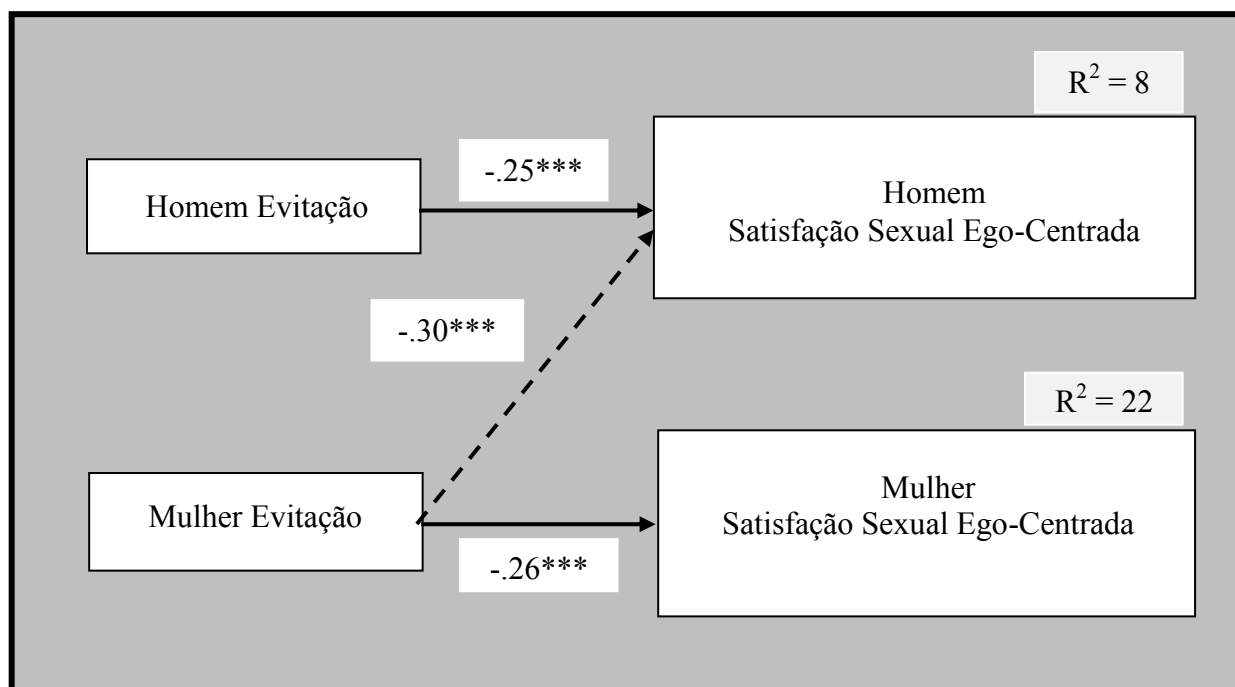 R² = 8
-.25***
Homem Evitação
Homem
Satisfação Sexual Ego-Centrada
-.30***
R² = 22
Mulher Evitação
Mulher
Satisfação Sexual Ego-Centrada
-.26***